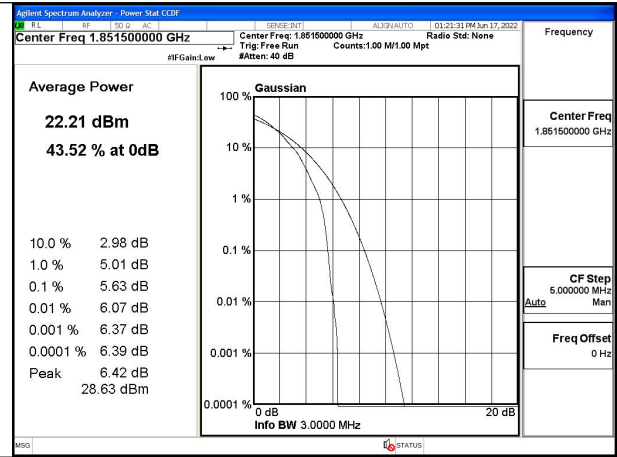 Agilent Spectrum Analyzer - Power Stat CCDF
RL RF 50 Ω AC SENSE:INT ALIGN AUTO 01:21:31 PM Jun 17, 2022
Center Freq 1.851500000 GHz
Center Freq: 1.851500000 GHz Radio Std: None
Trig: Free Run Counts:1.00 M/1.00 Mpt
#IFGain:Low #Atten: 40 dB
Frequency
Average Power
22.21 dBm
43.52 % at 0dB
10.0 % 2.98 dB
1.0 % 5.01 dB
0.1 % 5.63 dB
0.01 % 6.07 dB
0.001 % 6.37 dB
0.0001 % 6.39 dB
Peak 6.42 dB
28.63 dBm
Gaussian
100 %
10 %
1 %
0.1 %
0.01 %
0.001 %
0.0001 %
0 dB 20 dB
Info BW 3.0000 MHz
Center Freq
1.851500000 GHz
CF Step
5.000000 MHz
Auto Man
Freq Offset
0 Hz
MSG STATUS